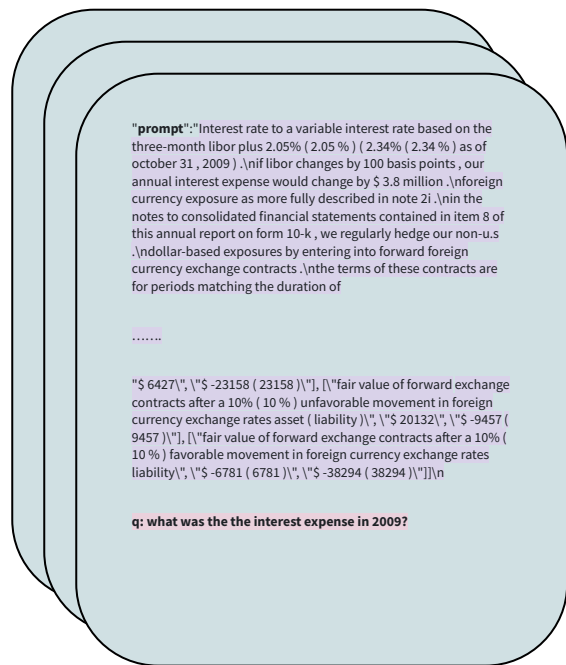 "prompt":"Interest rate to a variable interest rate based on the
three-month libor plus 2.05% ( 2.05 % ) ( 2.34% ( 2.34 % ) as of
october 31 , 2009 ) .\nif libor changes by 100 basis points , our
annual interest expense would change by $ 3.8 million .\nforeign
currency exposure as more fully described in note 2i .\nin the
notes to consolidated financial statements contained in item 8 of
this annual report on form 10-k , we regularly hedge our non-u.s
.\ndollar-based exposures by entering into forward foreign
currency exchange contracts .\nthe terms of these contracts are
for periods matching the duration of
…….
"$ 6427\", \"$ -23158 ( 23158 )\"], [\"fair value of forward exchange
contracts after a 10% ( 10 % ) unfavorable movement in foreign
currency exchange rates asset ( liability )\", \"$ 20132\", \"$ -9457 (
9457 )\"], [\"fair value of forward exchange contracts after a 10% (
10 % ) favorable movement in foreign currency exchange rates
liability\", \"$ -6781 ( 6781 )\", \"$ -38294 ( 38294 )\"]]\n
q: what was the the interest expense in 2009?